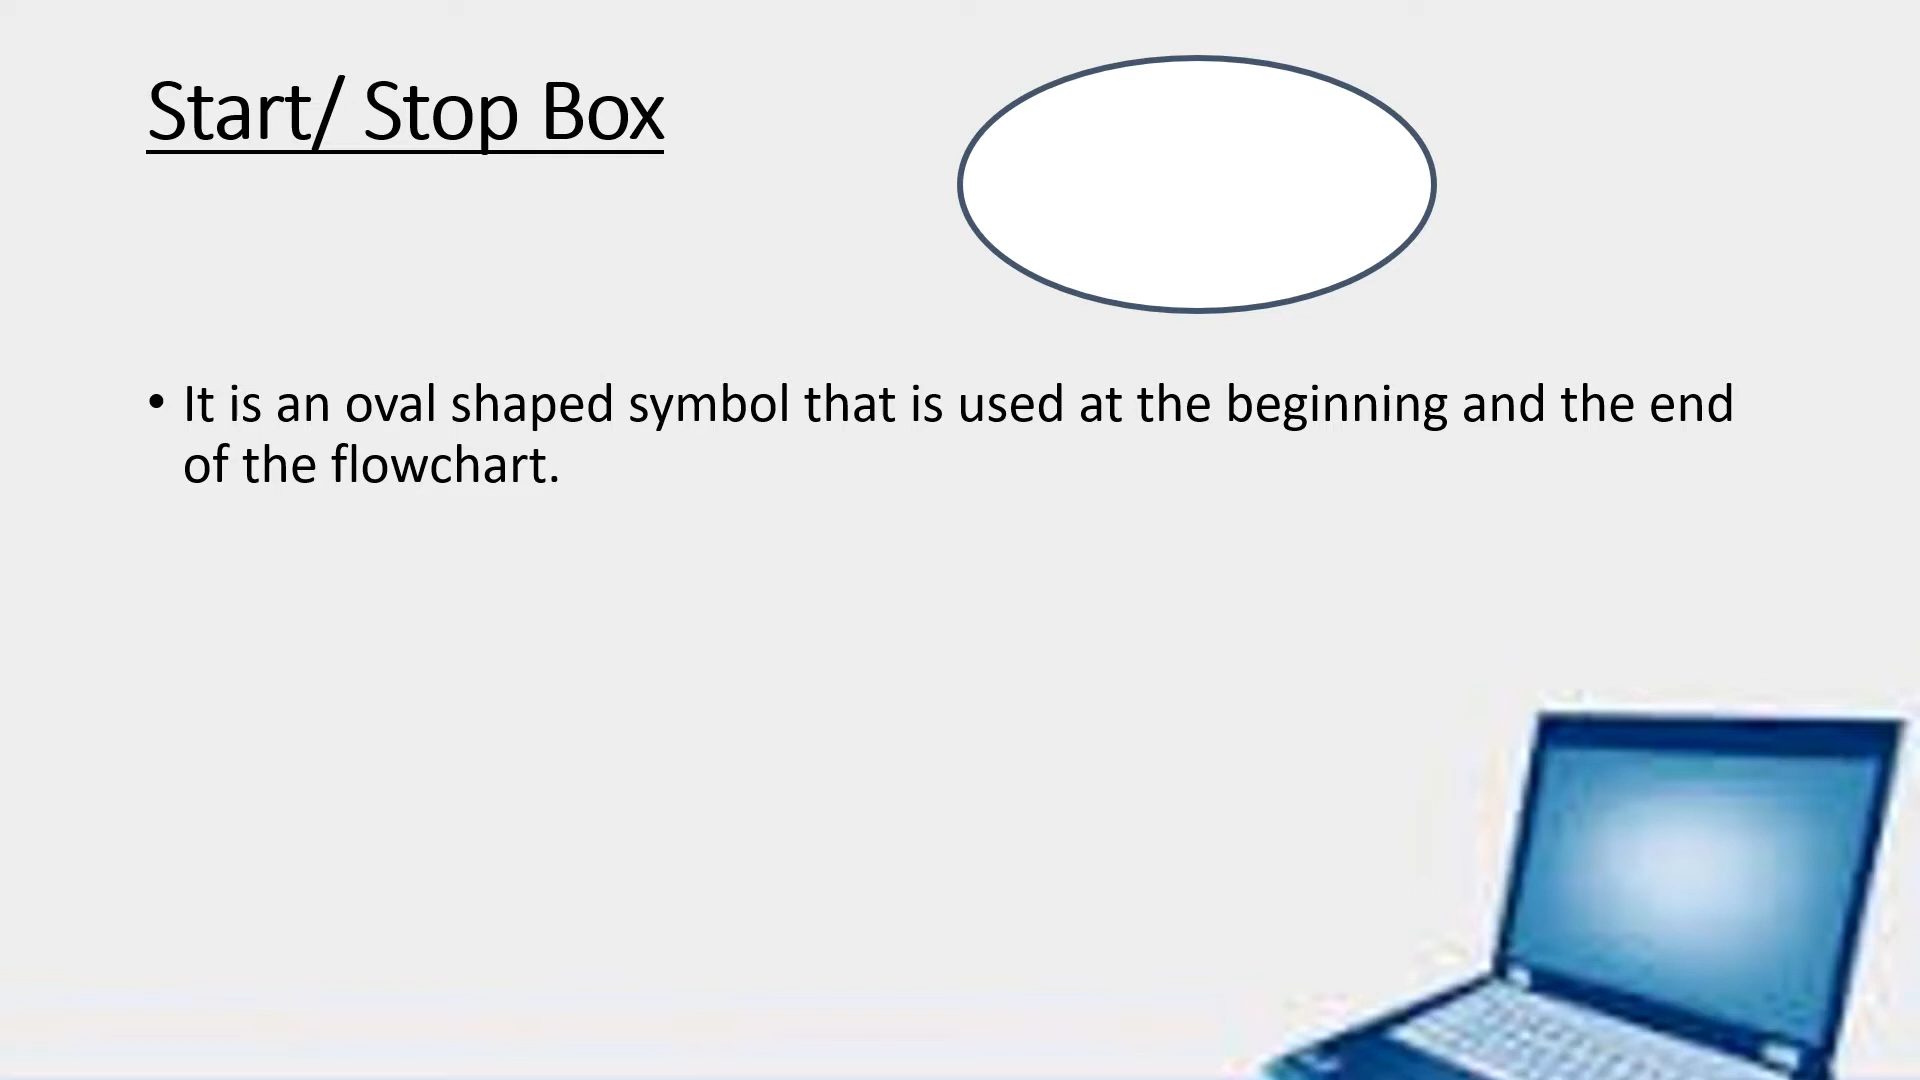 Start/ Stop Box
• It is an oval shaped symbol that is used at the beginning and the end
of the flowchart.